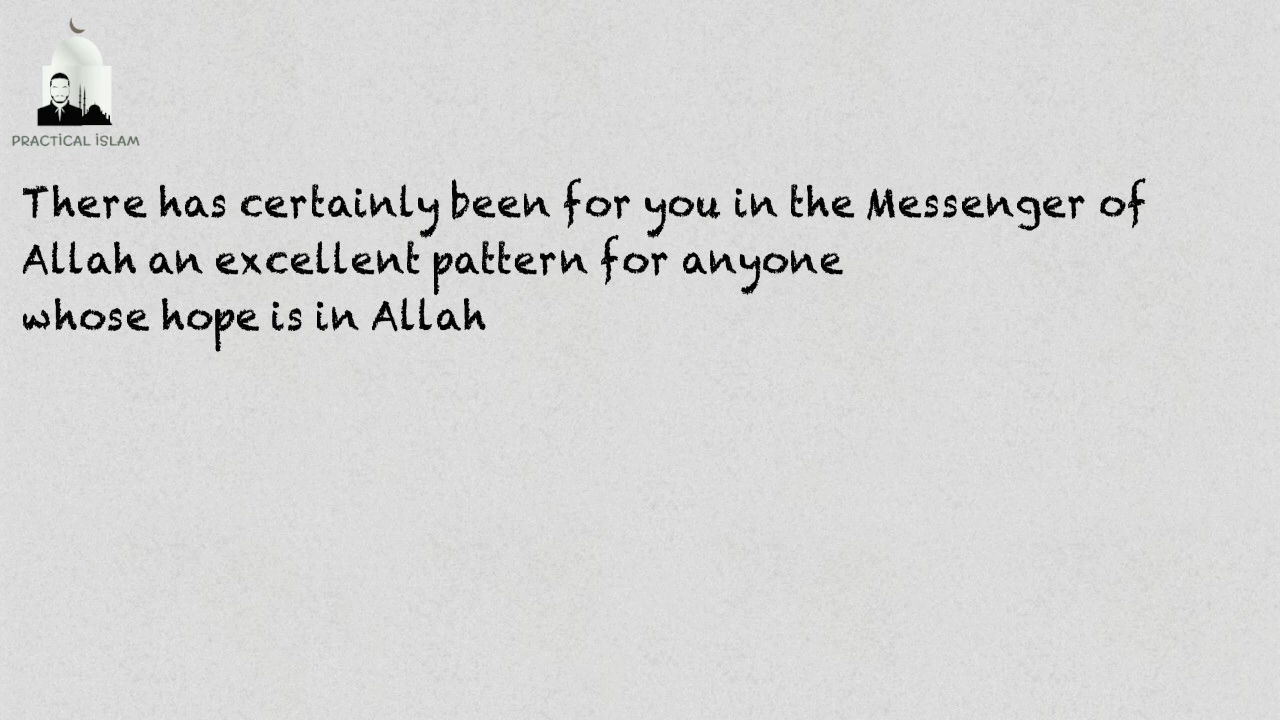 PRACTICAL ISLAM
There has certainly been for you in the Messenger of
Allah an excellent pattern for anyone
whose hope is in Allah